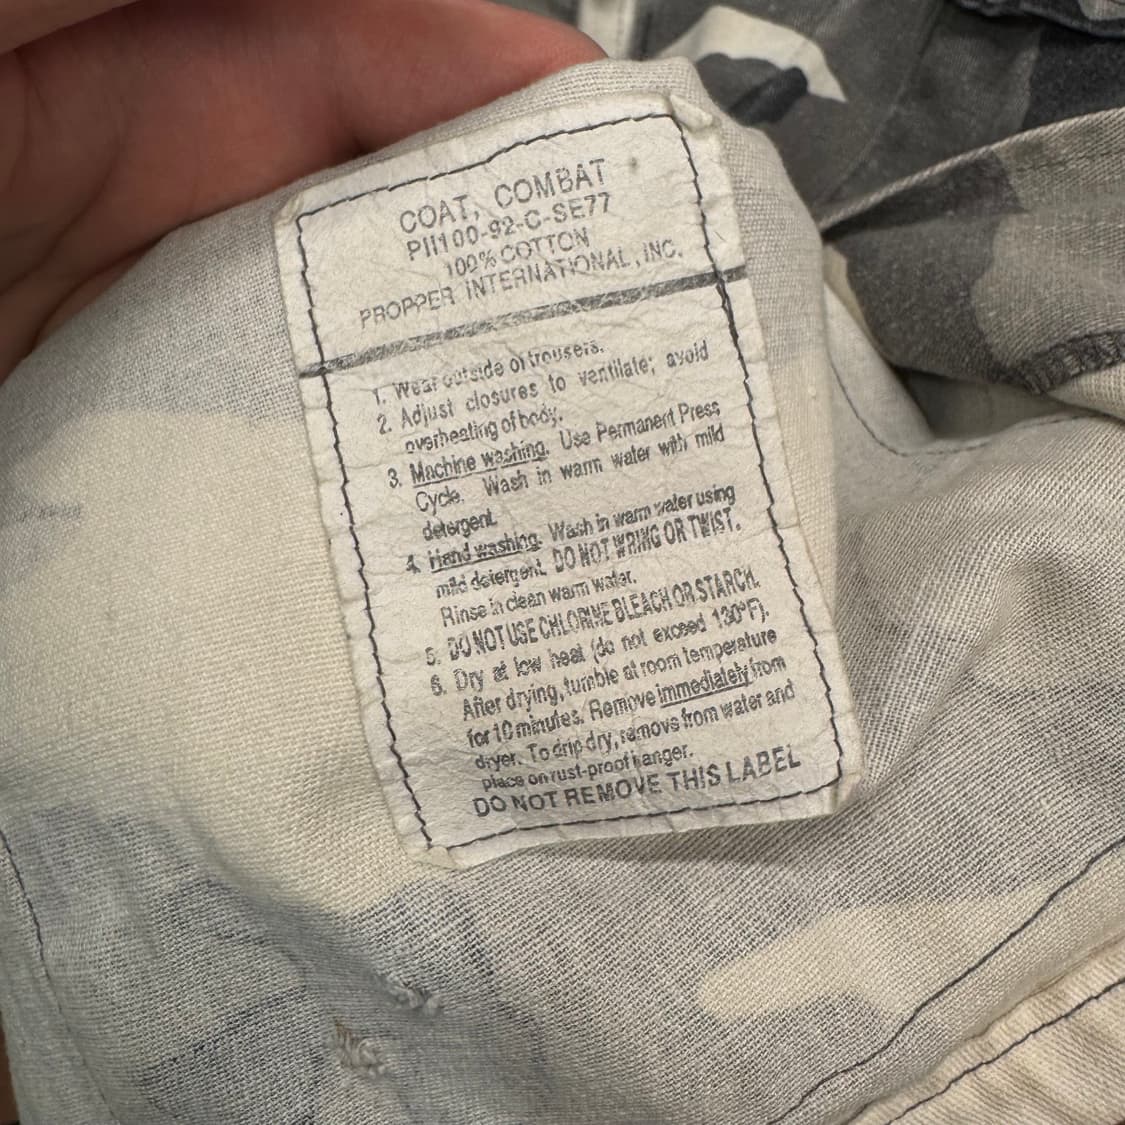 COAT, COMBAT
PII100-92-C-SE77
100% COTTON
PROPPER INTERNATIONAL, INC.
1. Wear outside of trousers.
2. Adjust closures to ventilate; avoid
overheating of body.
3. Machine washing. Use Permanent Press
Cycle. Wash in warm water with mild
detergent.
4. Hand washing. Wash in warm water using
mild detergent. DO NOT WRING OR TWIST.
Rinse in clean warm water.
5. DO NOT USE CHLORINE BLEACH OR STARCH.
6. Dry at low heat (do not exceed 130°F).
After drying, tumble at room temperature
for 10 minutes. Remove immediately from
dryer. To drip dry, remove from water and
place on rust-proof hanger.
DO NOT REMOVE THIS LABEL